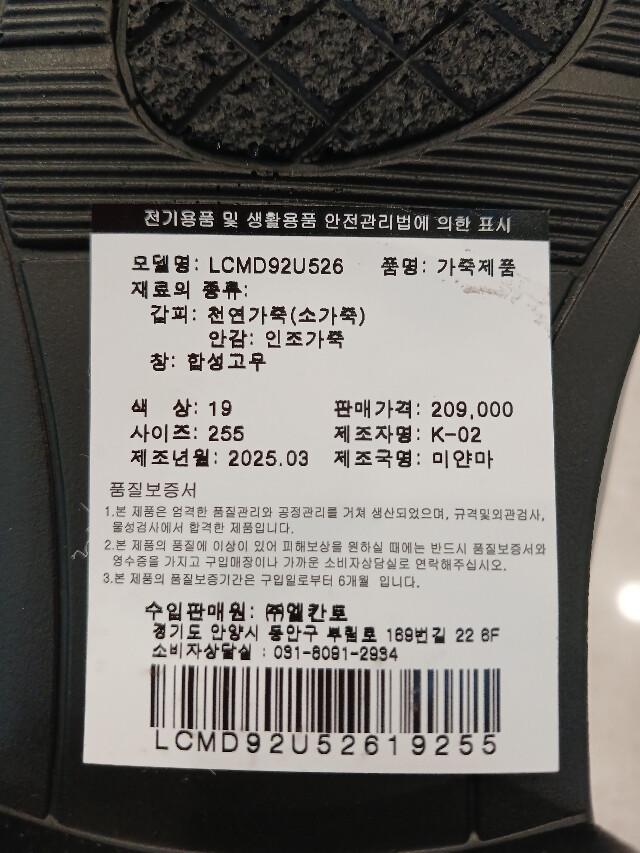 전기용품 및 생활용품 안전관리법에 의한 표시
모델명: LCMD92U526 품명: 가죽제품
재료의 종류:
갑피: 천연가죽(소가죽)
안감: 인조가죽
창: 합성고무
색 상: 19 판매가격: 209,000
사이즈: 255 제조자명: K-02
제조년월: 2025.03 제조국명: 미얀마
품질보증서
1.본 제품은 엄격한 품질관리와 공정관리를 거쳐 생산되었으며, 규격및외관검사,
물성검사에서 합격한 제품입니다.
2.본 제품의 품질에 이상이 있어 피해보상을 원하실 때에는 반드시 품질보증서와
영수증을 가지고 구입매장이나 가까운 소비자상담실로 연락해주십시오.
3.본 제품의 품질보증기간은 구입일로부터 6개월 입니다.
수입판매원: ㈜엘칸토
경기도 안양시 동안구 부림로 169번길 22 6F
소비자상담실 : 031-8091-2934
LCMD92U52619255